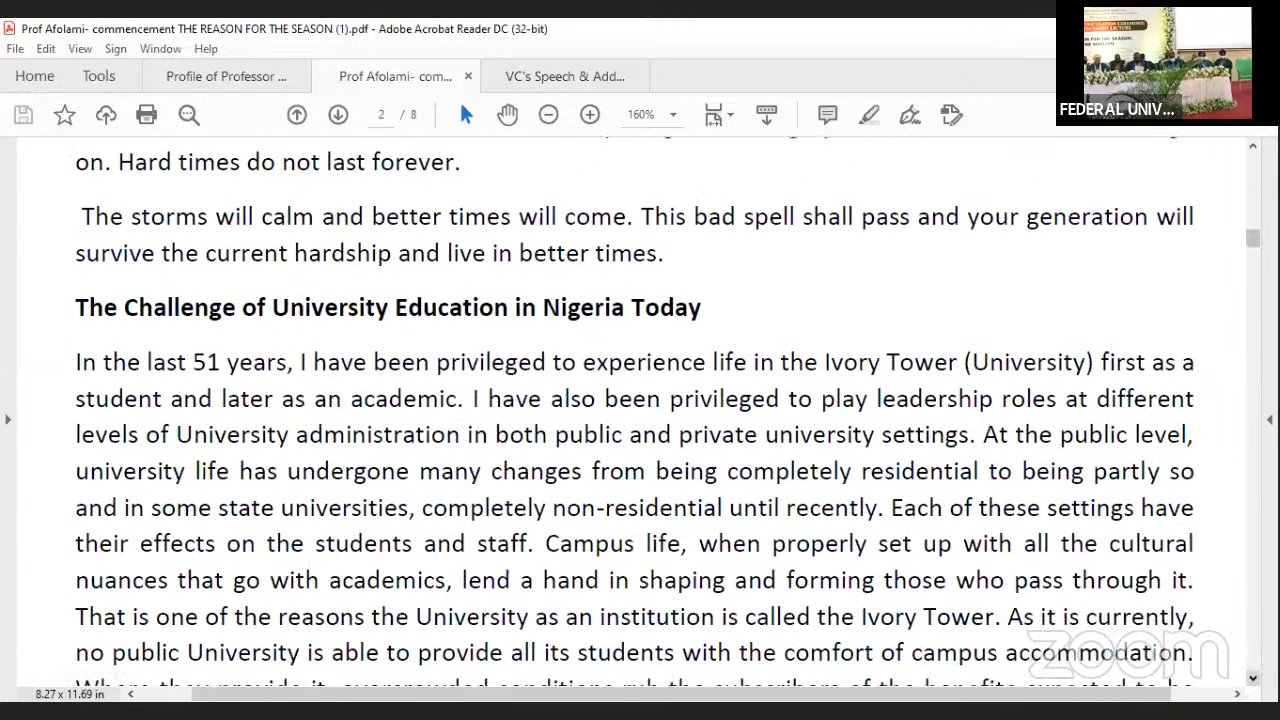 Prof Afolami- commencement THE REASON FOR THE SEASON (1).pdf - Adobe Acrobat Reader DC (32-bit)
File Edit View Sign Window Help
Home Tools Profile of Professor ... Prof Afolami- com... × VC's Speech & Add...
2 / 8 160%
FEDERAL UNIV...
on. Hard times do not last forever.
The storms will calm and better times will come. This bad spell shall pass and your generation will
survive the current hardship and live in better times.
The Challenge of University Education in Nigeria Today
In the last 51 years, I have been privileged to experience life in the Ivory Tower (University) first as a
student and later as an academic. I have also been privileged to play leadership roles at different
levels of University administration in both public and private university settings. At the public level,
university life has undergone many changes from being completely residential to being partly so
and in some state universities, completely non-residential until recently. Each of these settings have
their effects on the students and staff. Campus life, when properly set up with all the cultural
nuances that go with academics, lend a hand in shaping and forming those who pass through it.
That is one of the reasons the University as an institution is called the Ivory Tower. As it is currently,
no public University is able to provide all its students with the comfort of campus accommodation.
zoom
8.27 x 11.69 in